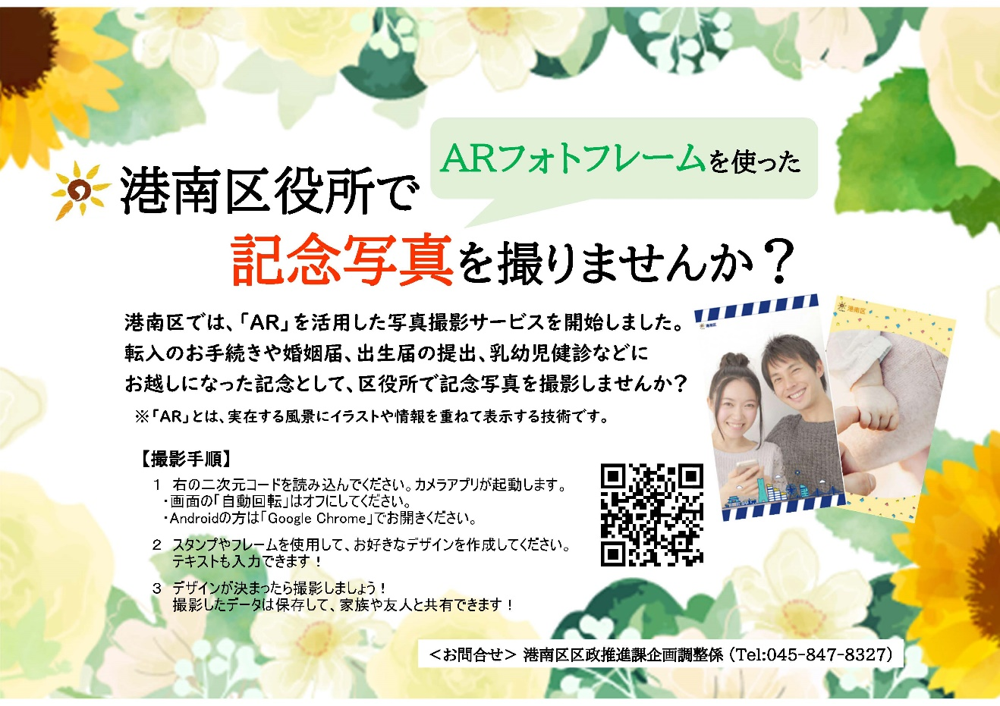 ARフォトフレームを使った
港南区役所で
記念写真を撮りませんか？
港南区では、「AR」を活用した写真撮影サービスを開始しました。
転入のお手続きや婚姻届、出生届の提出、乳幼児健診などに
お越しになった記念として、区役所で記念写真を撮影しませんか？
※「AR」とは、実在する風景にイラストや情報を重ねて表示する技術です。
【撮影手順】
１ 右の二次元コードを読み込んでください。カメラアプリが起動します。
・画面の「自動回転」はオフにしてください。
・Androidの方は「Google Chrome」でお開きください。
２ スタンプやフレームを使用して、お好きなデザインを作成してください。
テキストも入力できます！
３ デザインが決まったら撮影しましょう！
撮影したデータは保存して、家族や友人と共有できます！
港南区
港南区
＜お問合せ＞ 港南区区政推進課企画調整係（Tel:045-847-8327）